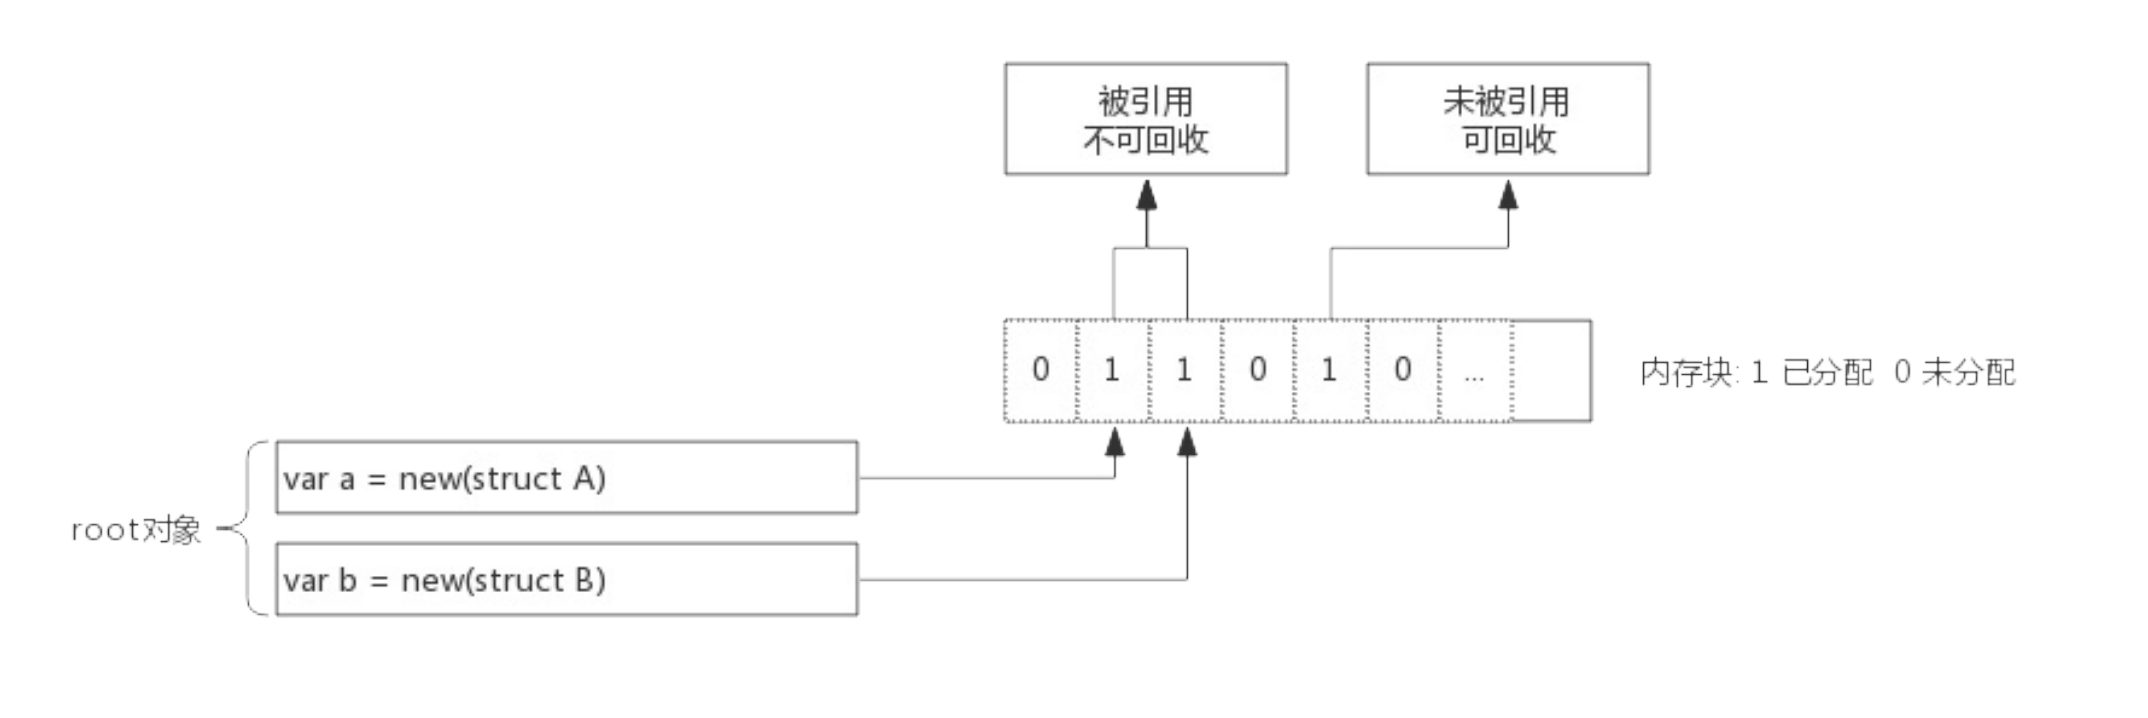 被引用
不可回收
未被引用
可回收
0 1 1 0 1 0 ...
内存块: 1 已分配 0 未分配
var a = new(struct A)
root对象
var b = new(struct B)